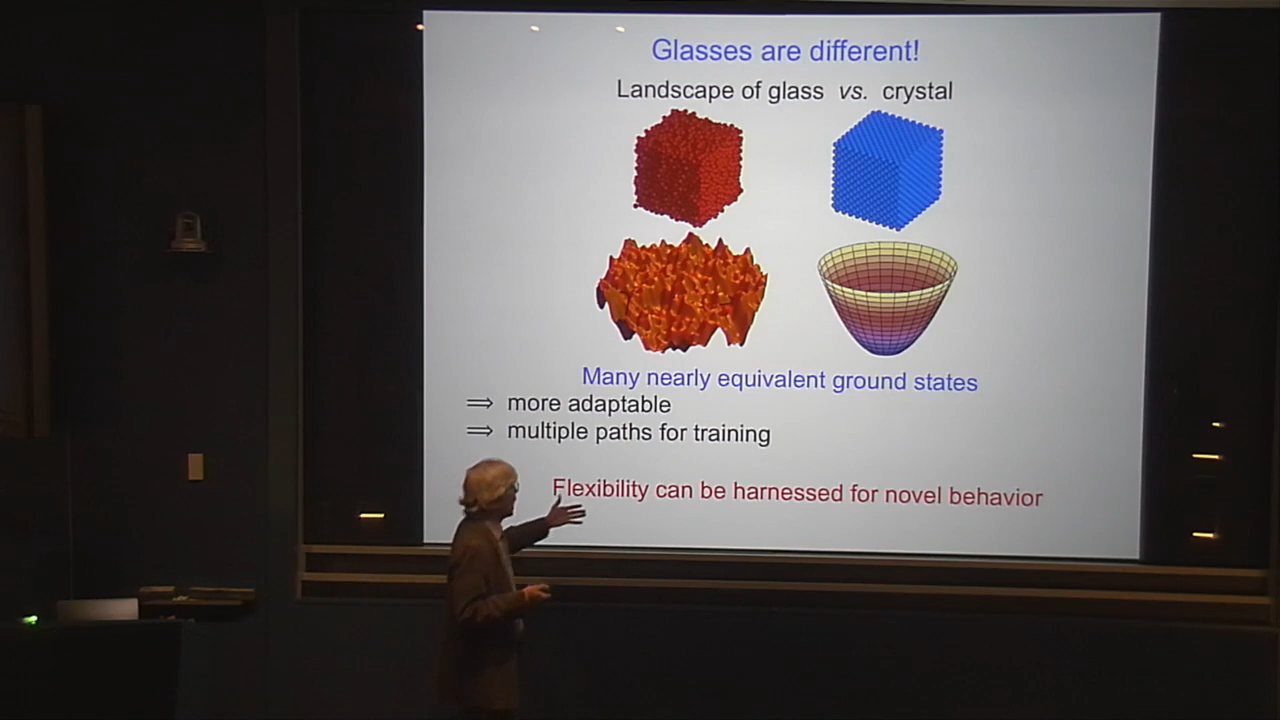 Glasses are different!
Landscape of glass vs. crystal
Many nearly equivalent ground states
⟹ more adaptable
⟹ multiple paths for training
Flexibility can be harnessed for novel behavior